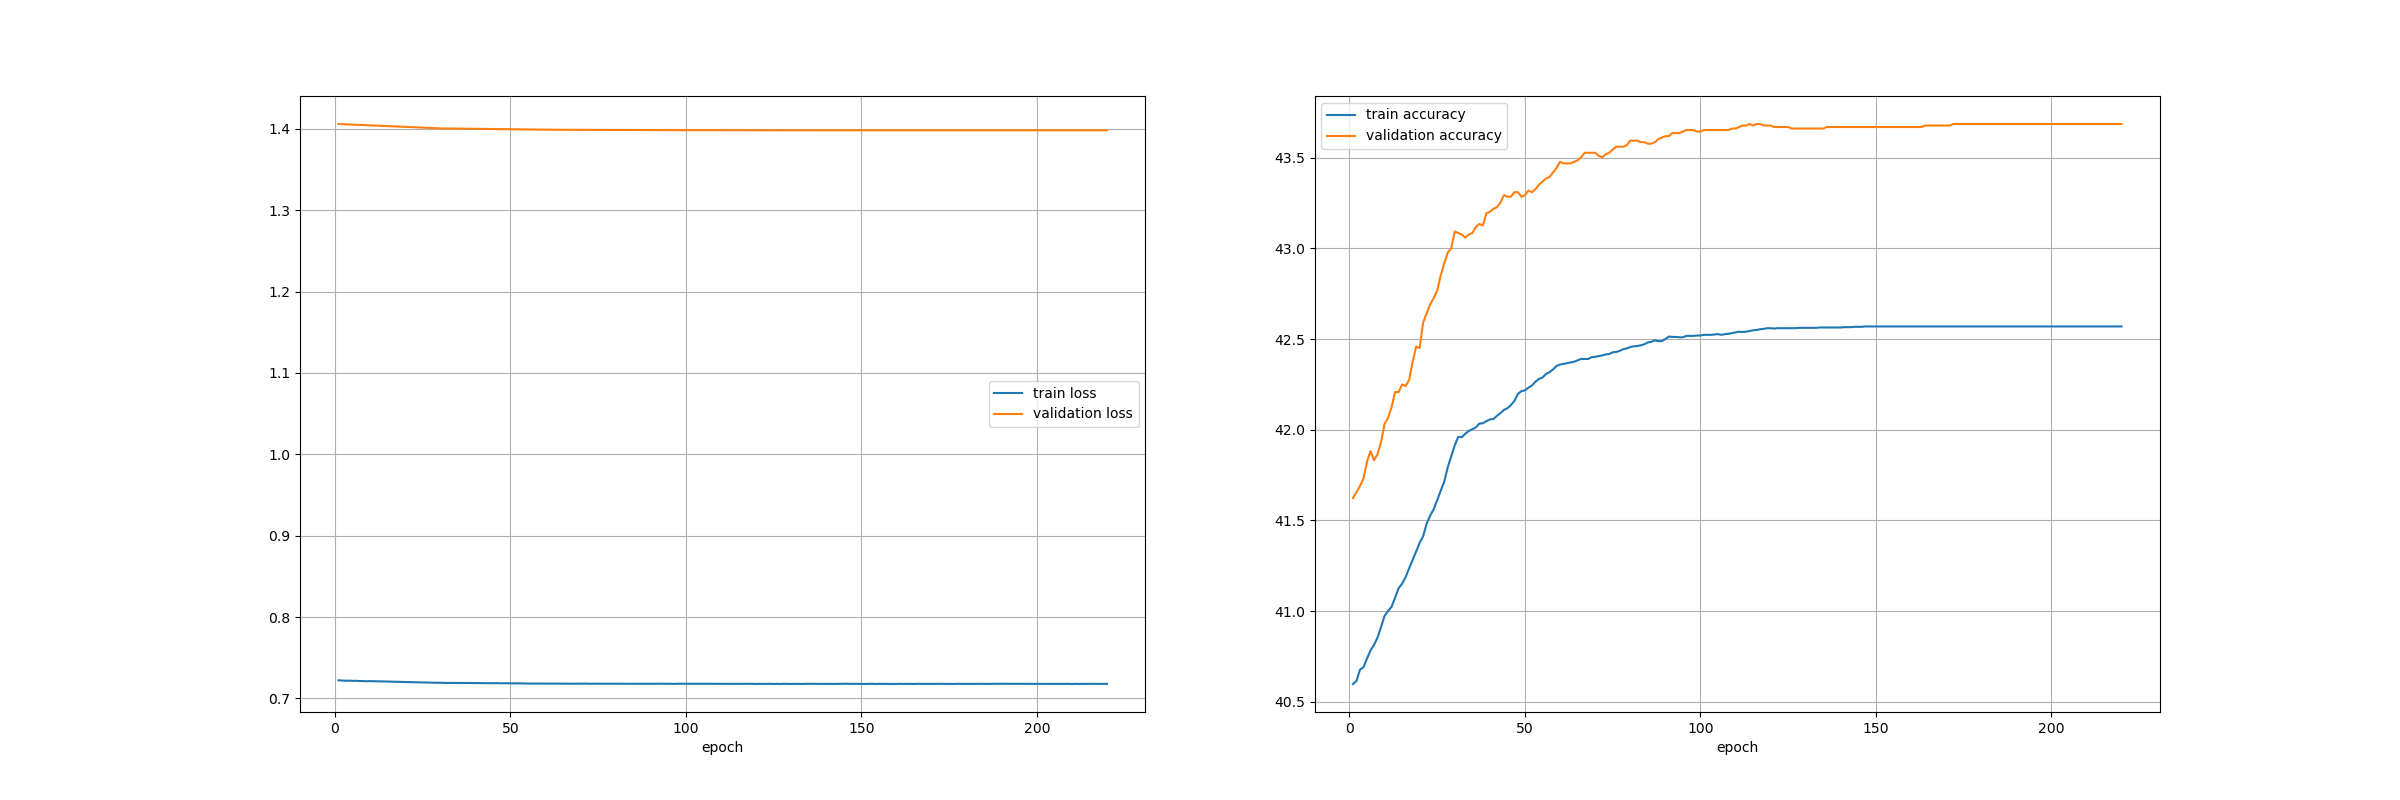 1.4
1.3
1.2
1.1
1.0
0.9
0.8
0.7
0 50 100 150 200
epoch
train loss
validation loss
43.5
43.0
42.5
42.0
41.5
41.0
40.5
0 50 100 150 200
epoch
train accuracy
validation accuracy